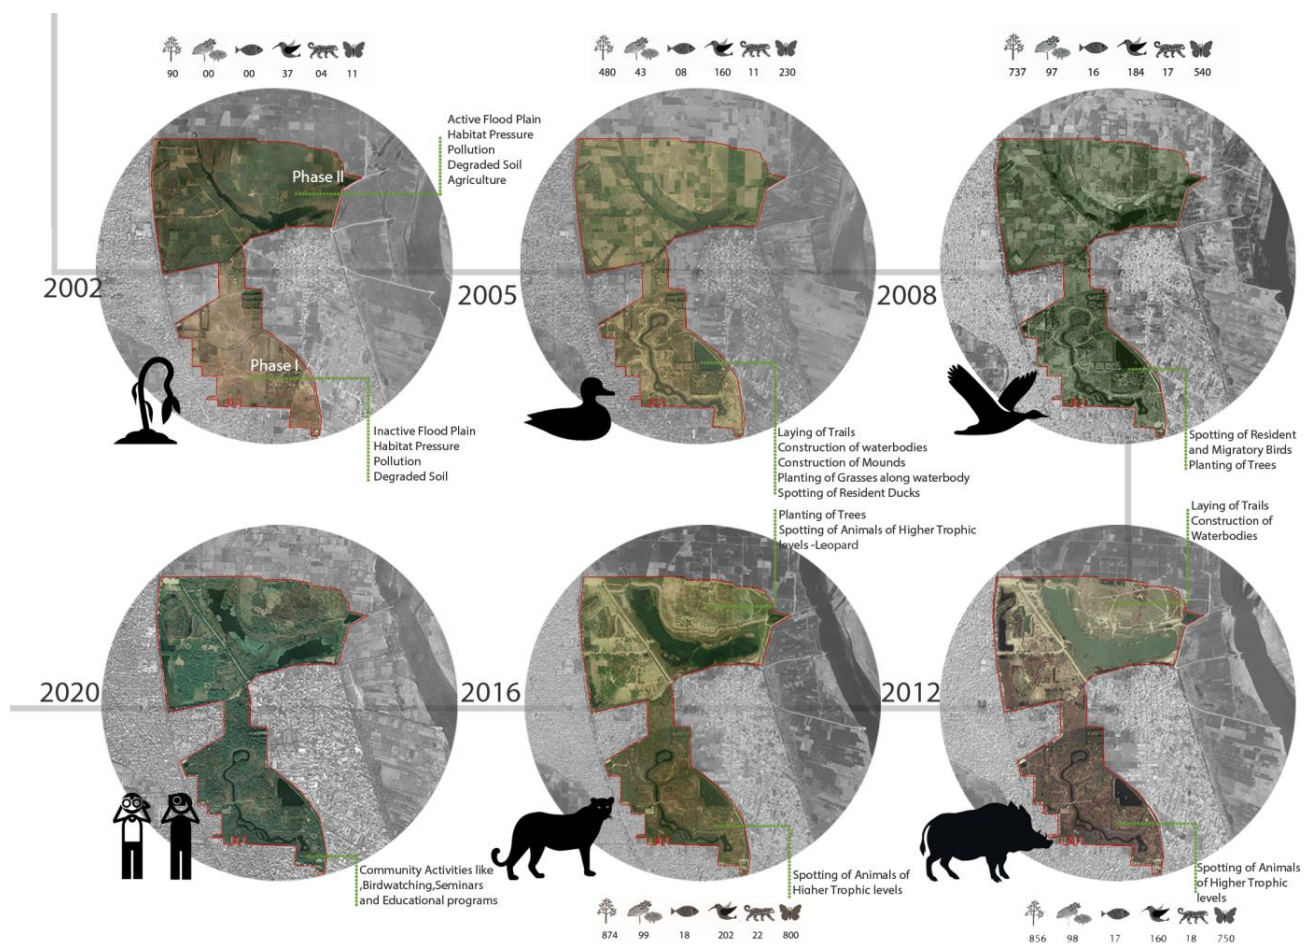 90 00 00 37 04 11
480 43 08 160 11 230
737 97 16 184 17 540
Active Flood Plain
Habitat Pressure
Pollution
Degraded Soil
Agriculture
Phase II
2002
2005
2008
Phase I
Inactive Flood Plain
Habitat Pressure
Pollution
Degraded Soil
Laying of Trails
Construction of waterbodies
Construction of Mounds
Planting of Grasses along waterbody
Spotting of Resident Ducks
Spotting of Resident
and Migratory Birds
Planting of Trees
Planting of Trees
Spotting of Animals of Higher Trophic
levels -Leopard
Laying of Trails
Construction of
Waterbodies
2020
2016
2012
Community Activities like
,Birdwatching,Seminars
and Educational programs
Spotting of Animals of
Higher Trophic levels
Spotting of Animals
of Higher Trophic
levels
874 99 18 202 22 800
856 98 17 160 18 750